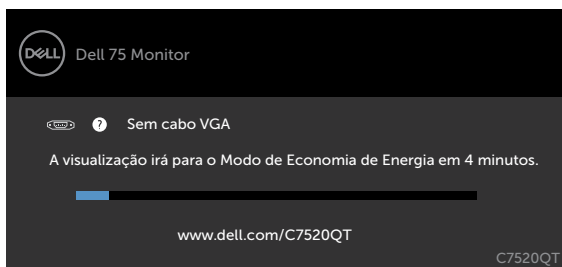 DELL Dell 75 Monitor
? Sem cabo VGA
A visualização irá para o Modo de Economia de Energia em 4 minutos.
www.dell.com/C7520QT
C7520QT